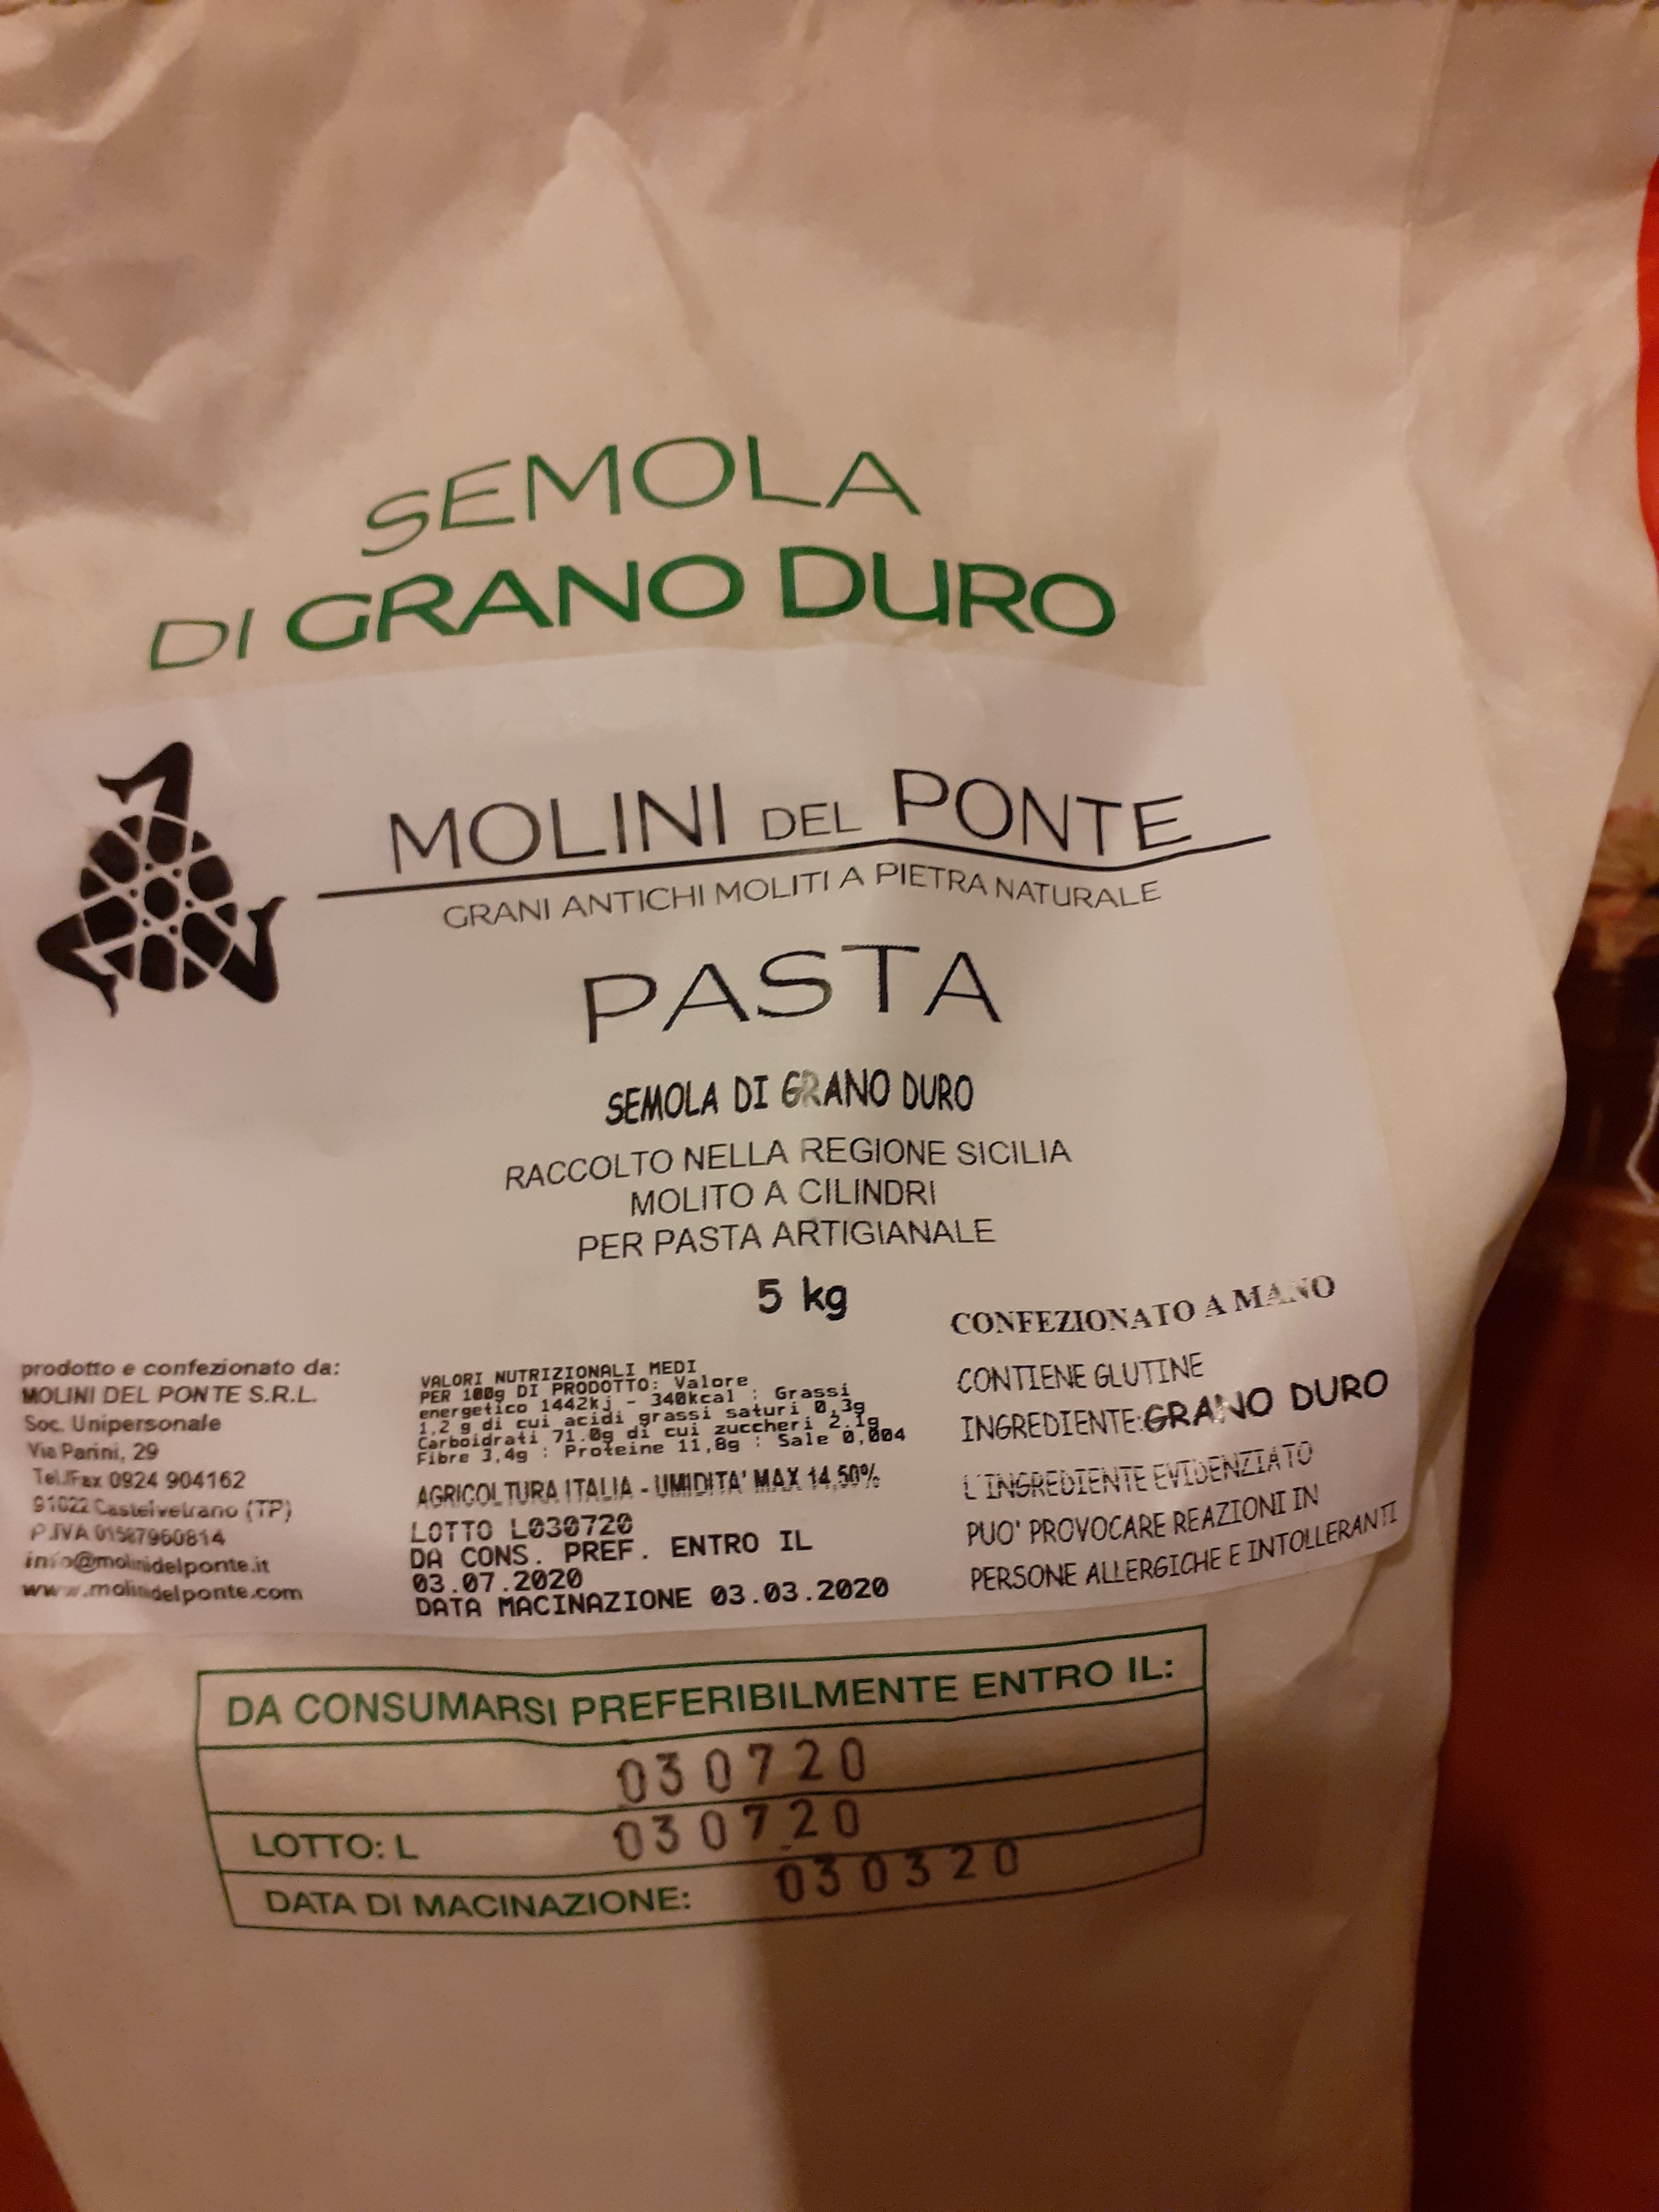 SEMOLA
DI GRANO DURO
MOLINI DEL PONTE
GRANI ANTICHI MOLITI A PIETRA NATURALE
PASTA
SEMOLA DI GRANO DURO
RACCOLTO NELLA REGIONE SICILIA
MOLITO A CILINDRI
PER PASTA ARTIGIANALE
5 kg
prodotto e confezionato da:
MOLINI DEL PONTE S.R.L.
Soc. Unipersonale
Via Parini, 29
Tel./Fax 0924 904162
91022 Castelvetrano (TP)
P.IVA 01587960814
info@molinidelponte.it
www.molinidelponte.com
VALORI NUTRIZIONALI MEDI
PER 100g DI PRODOTTO: Valore
energetico 1442kj - 340kcal : Grassi
1,2 g di cui acidi grassi saturi 0,3g
Carboidrati 71.0g di cui zuccheri 2.1g
Fibre 3,4g : Proteine 11,8g : Sale 0,004
AGRICOLTURA ITALIA - UMIDITA' MAX 14,50%
LOTTO L030720
DA CONS. PREF. ENTRO IL
03.07.2020
DATA MACINAZIONE 03.03.2020
CONFEZIONATO A MANO
CONTIENE GLUTINE
INGREDIENTE:GRANO DURO
L'INGREDIENTE EVIDENZIATO
PUO' PROVOCARE REAZIONI IN
PERSONE ALLERGICHE E INTOLLERANTI
DA CONSUMARSI PREFERIBILMENTE ENTRO IL:
030720
LOTTO: L 030720
DATA DI MACINAZIONE: 030320